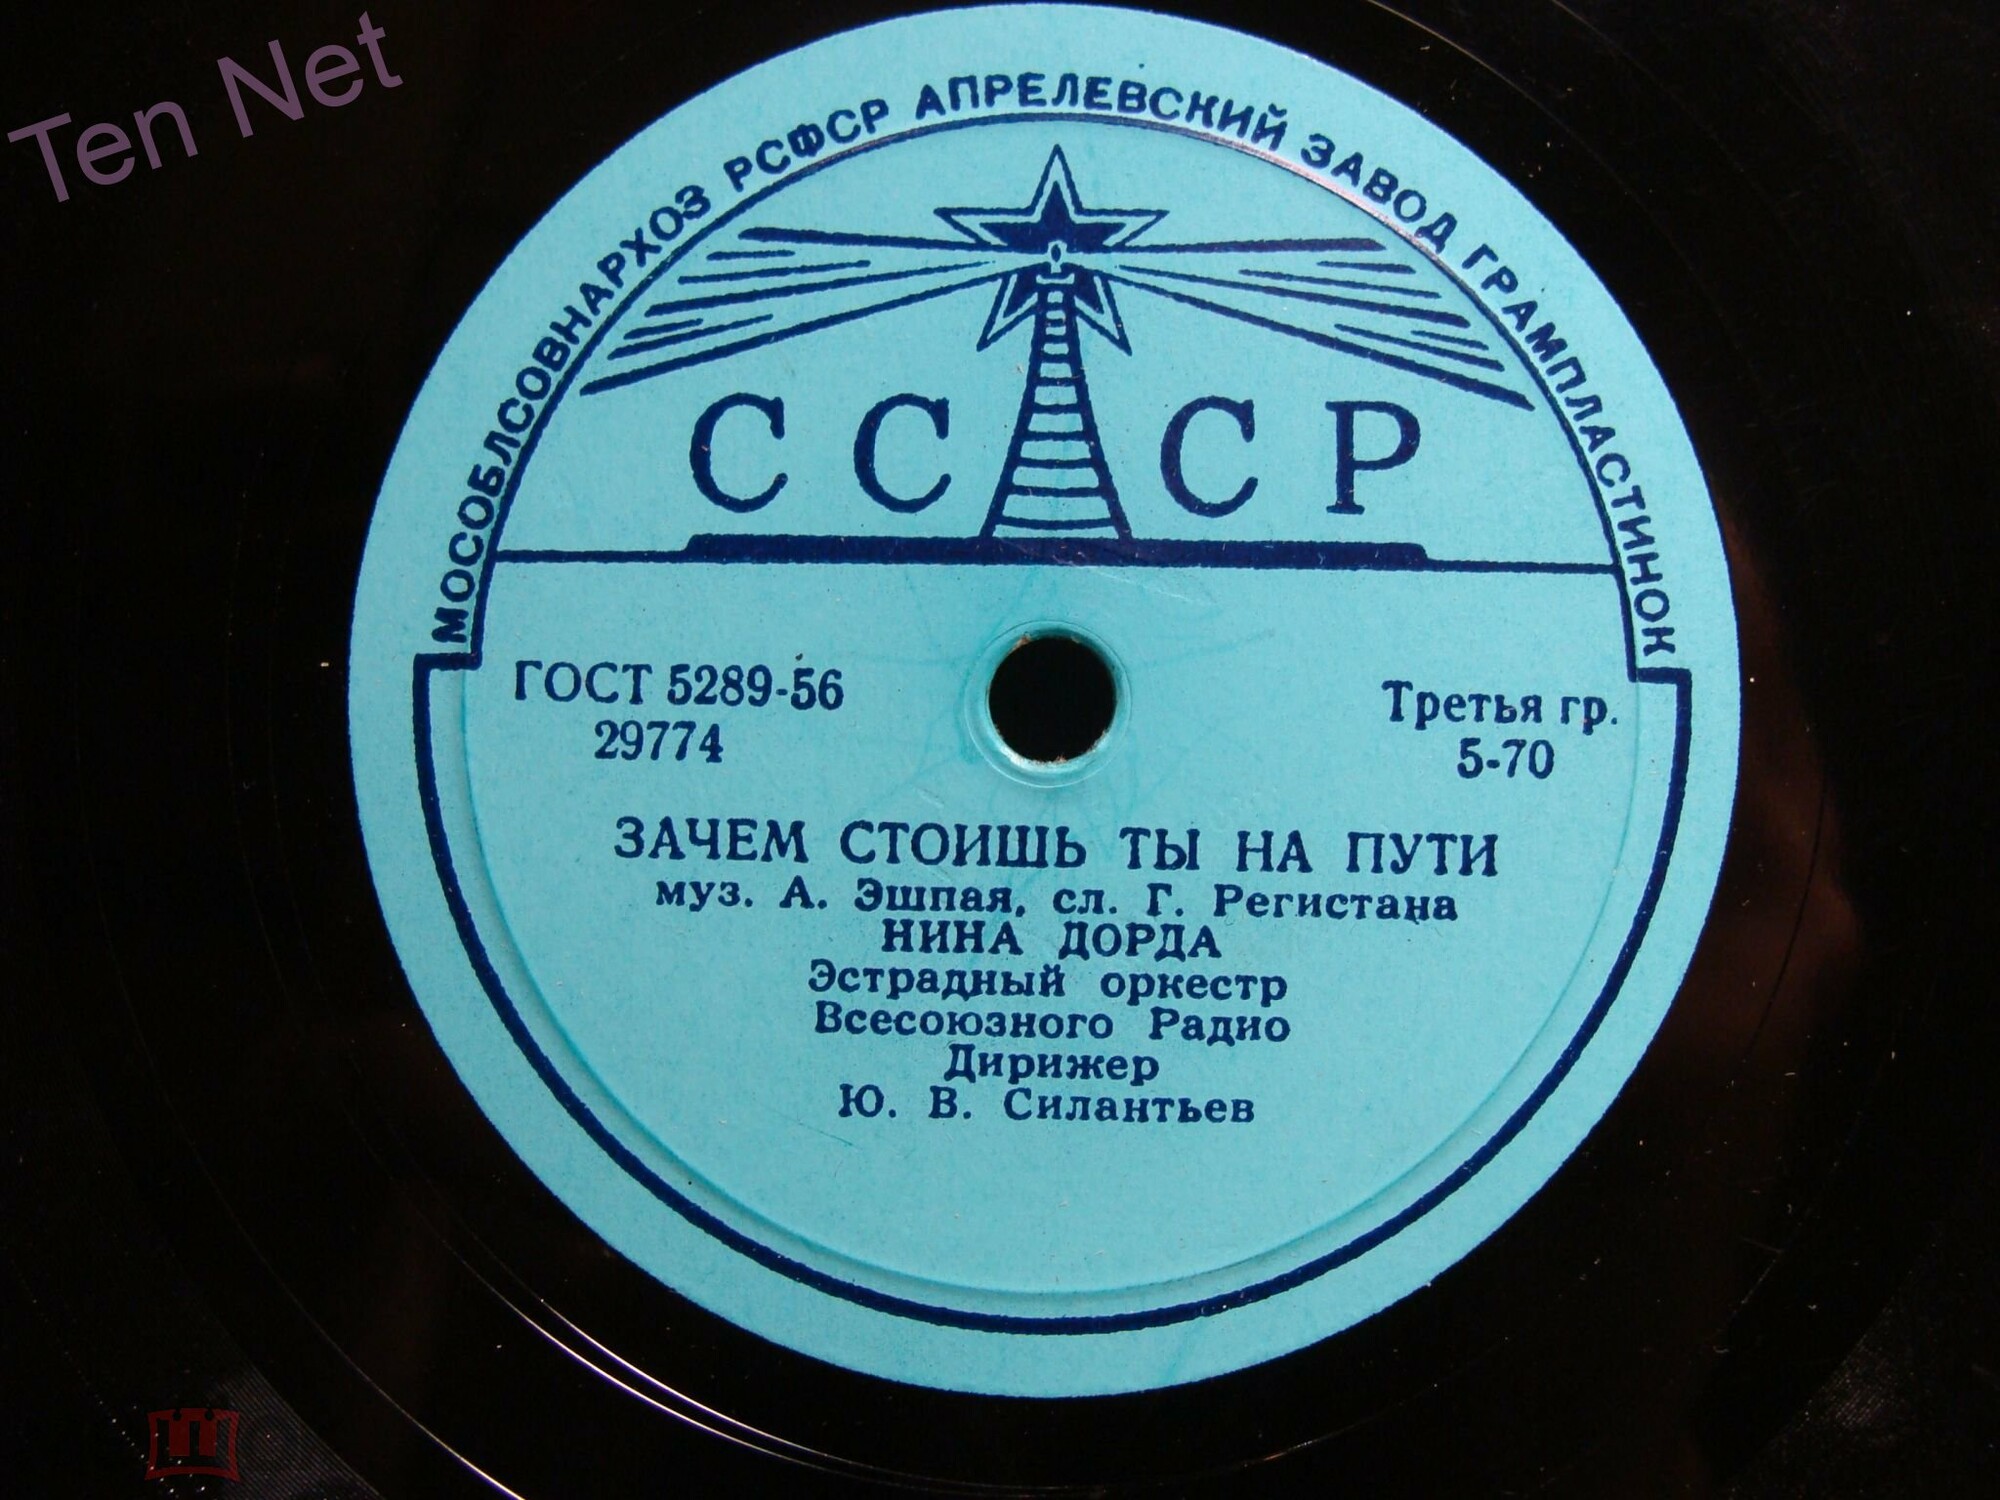 Ten Net
МОСОБЛСОВНАРХОЗ РСФСР АПРЕЛЕВСКИЙ ЗАВОД ГРАМПЛАСТИНОК
СССР
ГОСТ 5289-56
29774
Третья гр.
5-70
ЗАЧЕМ СТОИШЬ ТЫ НА ПУТИ
муз. А. Эшпая, сл. Г. Регистана
НИНА ДОРДА
Эстрадный оркестр
Всесоюзного Радио
Дирижер
Ю. В. Силантьев